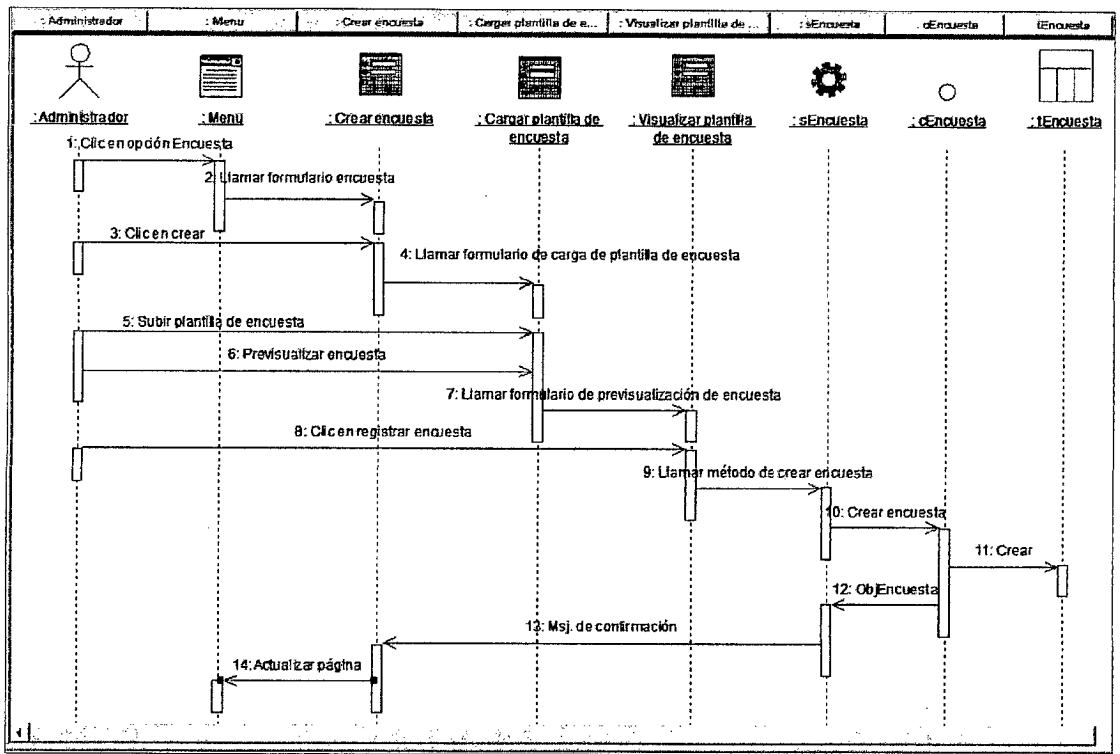 : Administrador
: Menu
: Crear encuesta
: Cargar plantilla de e...
: Visualizar plantilla de ...
: sEncuesta
cEncuesta
tEncuesta
: Administrador
: Menu
: Crear encuesta
: Cargar plantilla de
encuesta
: Visualizar plantilla
de encuesta
: sEncuesta
: cEncuesta
: tEncuesta
1: Clic en opción Encuesta
2: Llamar formulario encuesta
3: Clic en crear
4: Llamar formulario de carga de plantilla de encuesta
5: Subir plantilla de encuesta
6: Previsualizar encuesta
7: Llamar formulario de previsualización de encuesta
8: Clic en registrar encuesta
9: Llamar método de crear encuesta
10: Crear encuesta
11: Crear
12: ObjEncuesta
13: Msj. de confirmación
14: Actualizar página